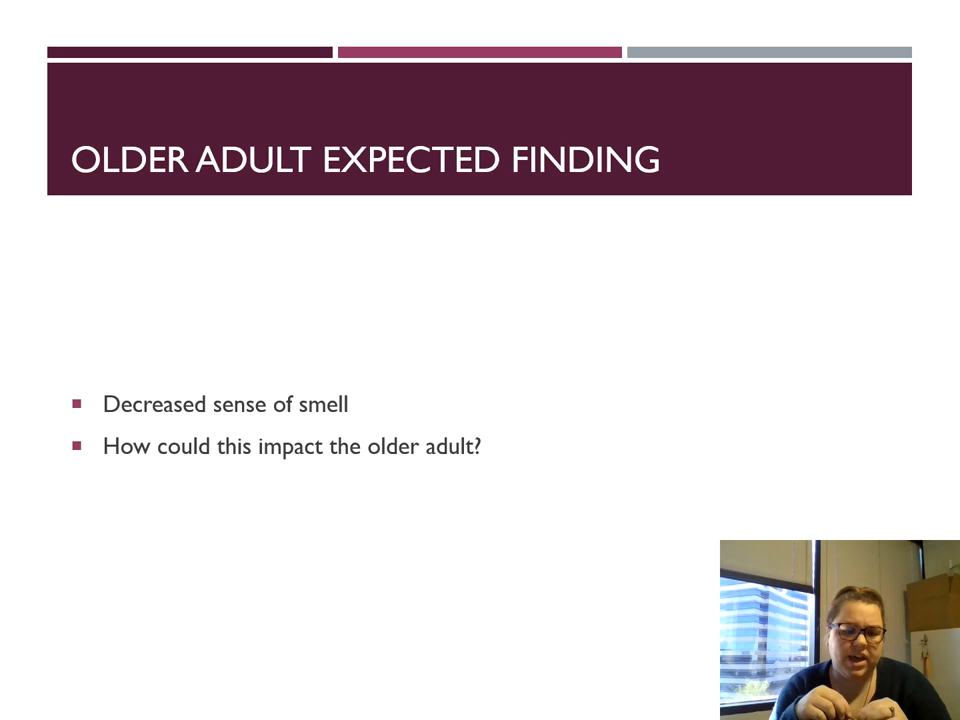 OLDER ADULT EXPECTED FINDING
Decreased sense of smell
How could this impact the older adult?